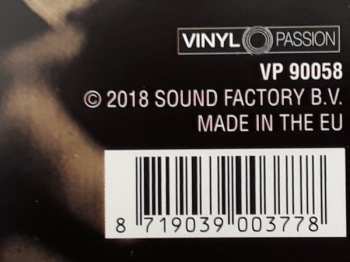 VINYL PASSION
VP 90058
© 2018 SOUND FACTORY B.V.
MADE IN THE EU
8 719039 003778